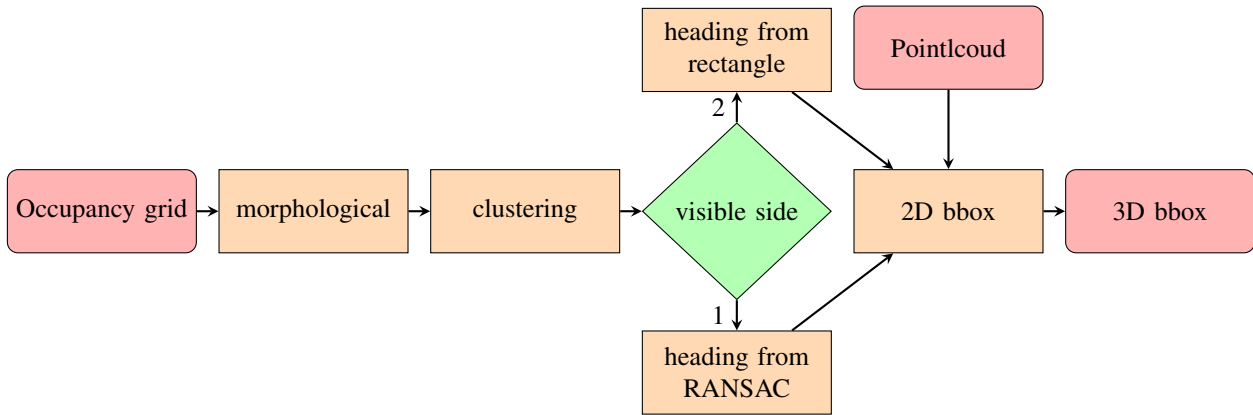 heading from
rectangle
Pointlcoud
2
Occupancy grid
morphological
clustering
visible side
2D bbox
3D bbox
1
heading from
RANSAC